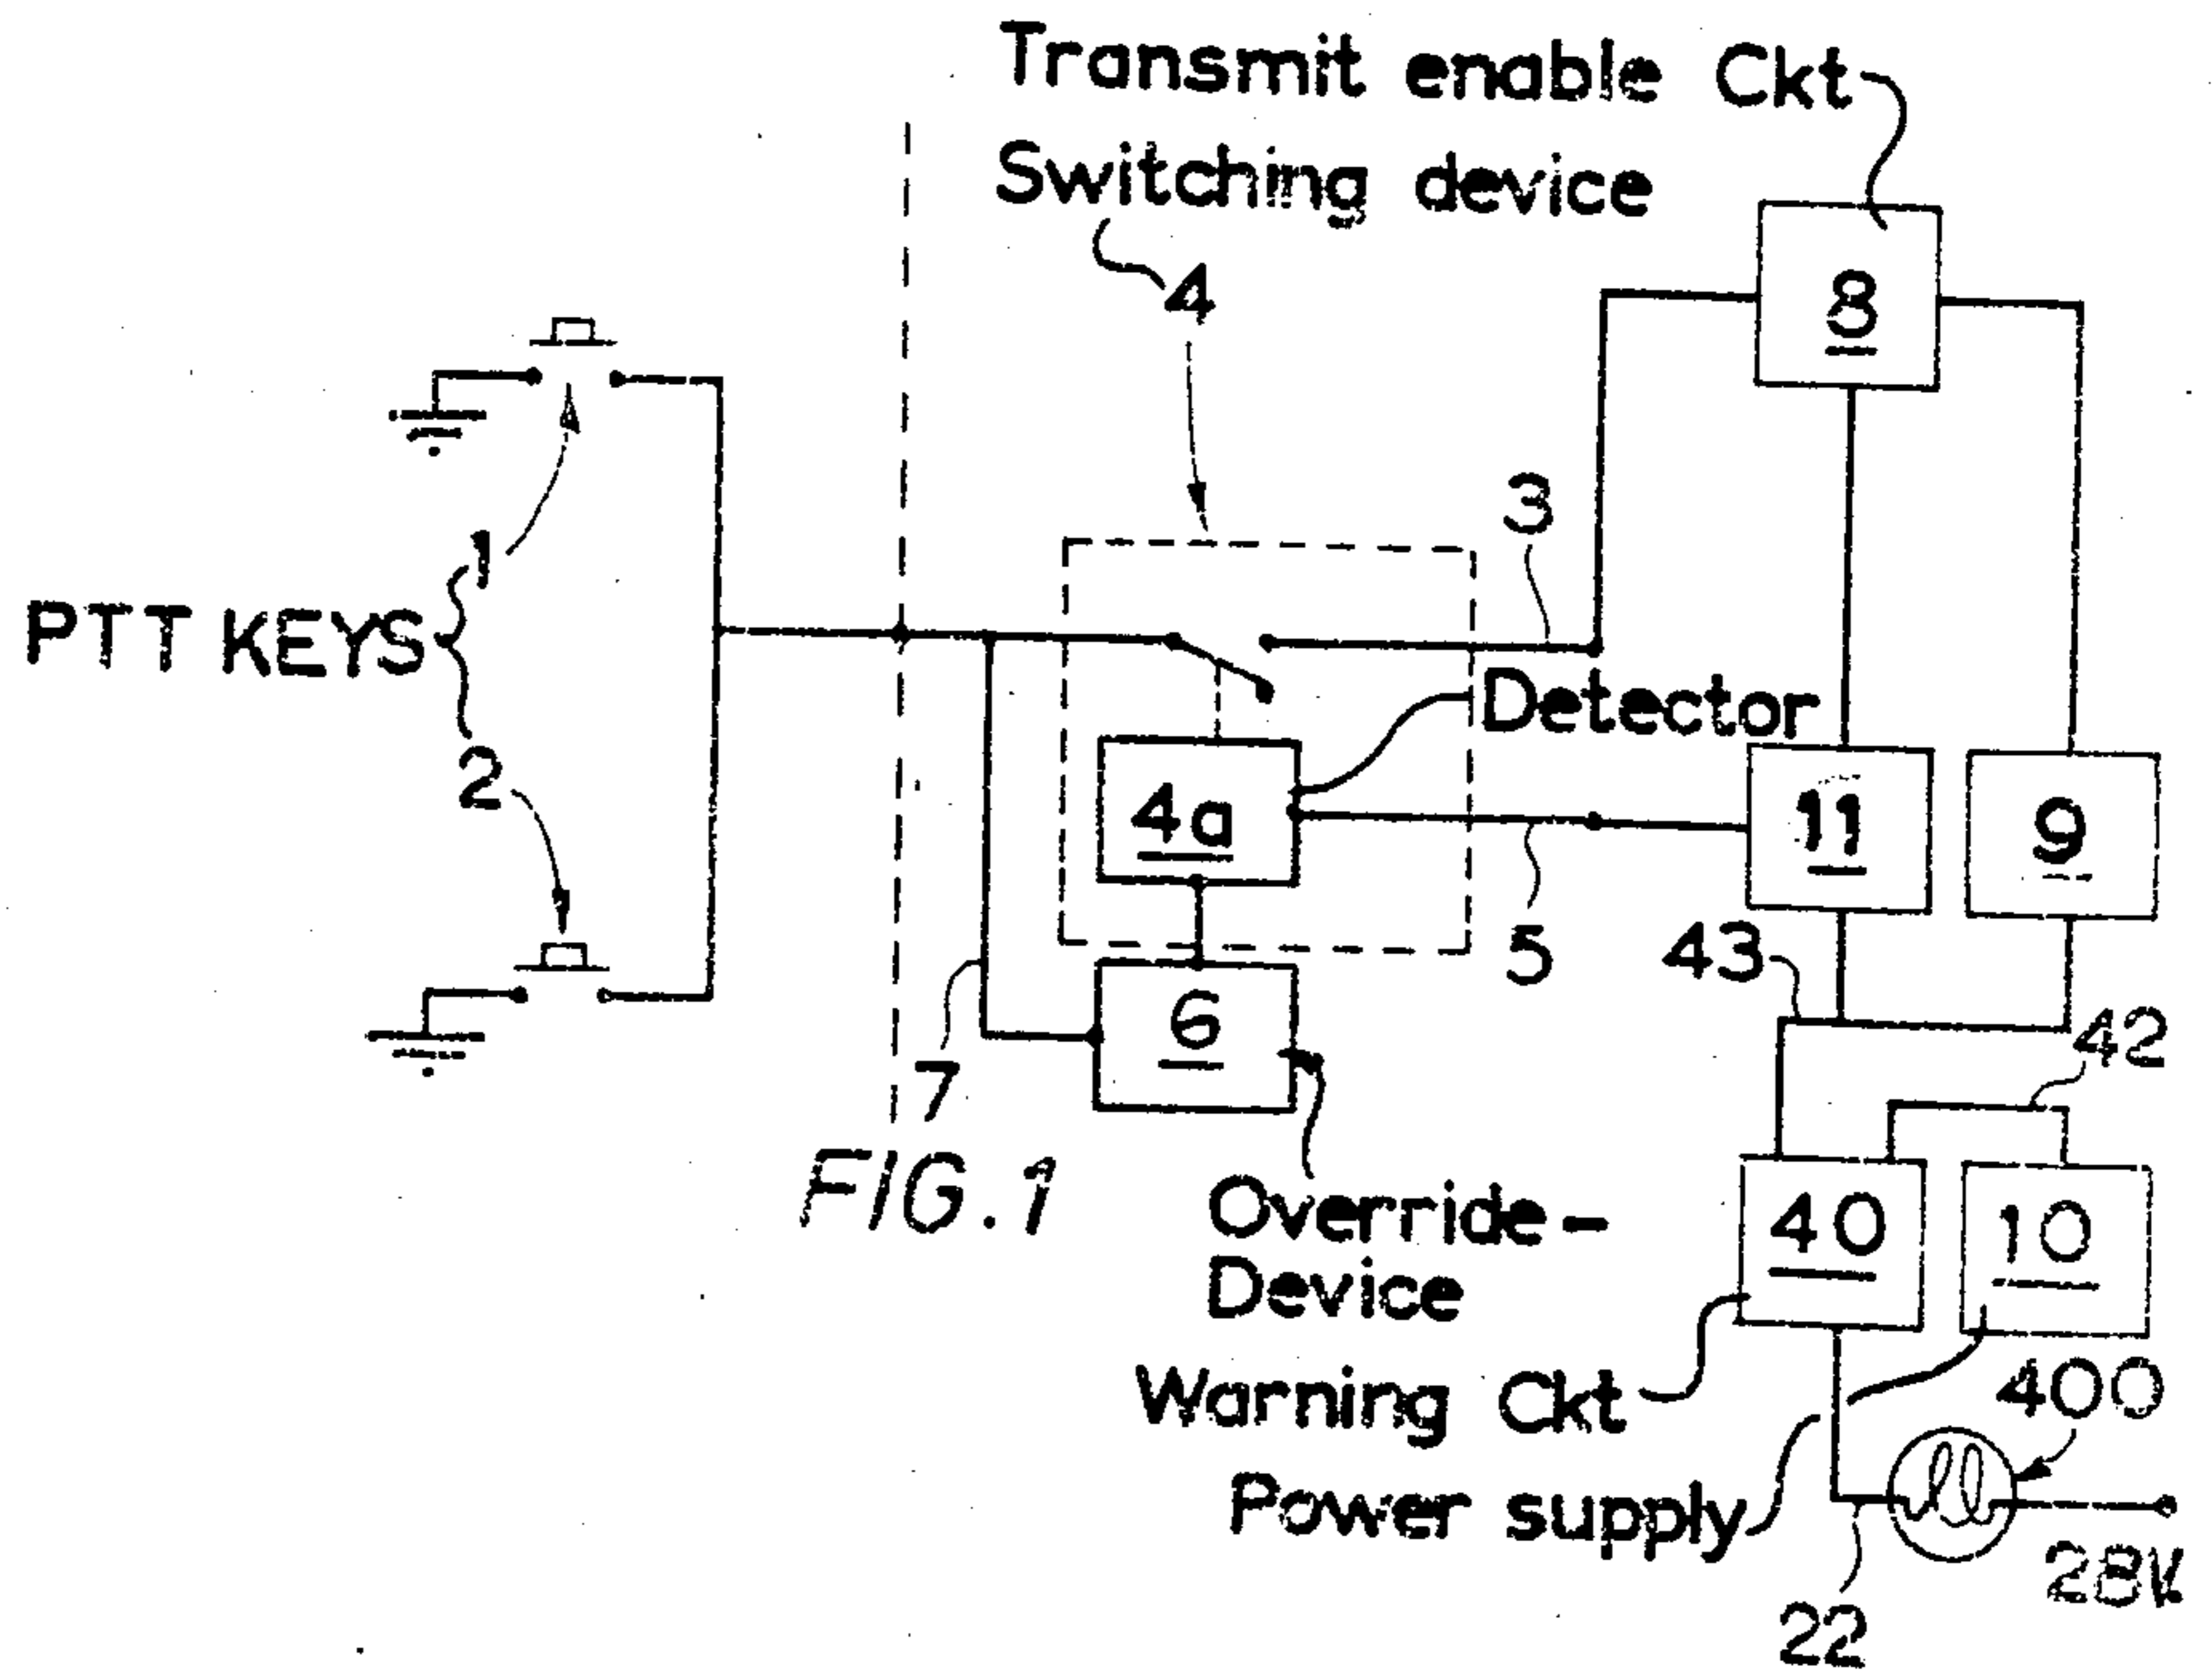 Transmit enable Ckt
Switching device
4
8
3
1
PTT KEYS
2
Detector
4a
11
9
43
5
6
42
7
FIG.1
Override-
Device
40
10
Warning Ckt
400
Power supply
28V.
22